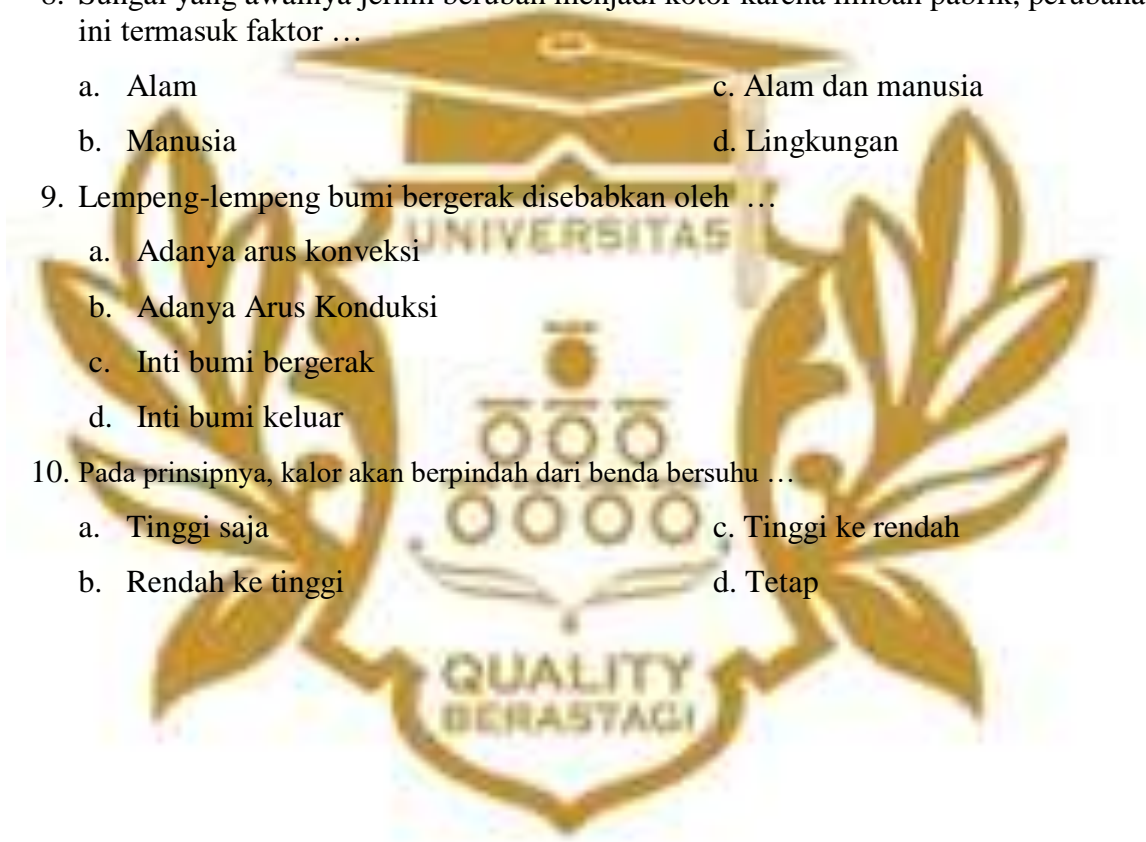 ini termasuk faktor …
a. Alam c. Alam dan manusia
b. Manusia d. Lingkungan
9. Lempeng-lempeng bumi bergerak disebabkan oleh …
UNIVERSITAS
a. Adanya arus konveksi
b. Adanya Arus Konduksi
c. Inti bumi bergerak
d. Inti bumi keluar
10. Pada prinsipnya, kalor akan berpindah dari benda bersuhu …
a. Tinggi saja c. Tinggi ke rendah
b. Rendah ke tinggi d. Tetap
QUALITY
BERASTAGI